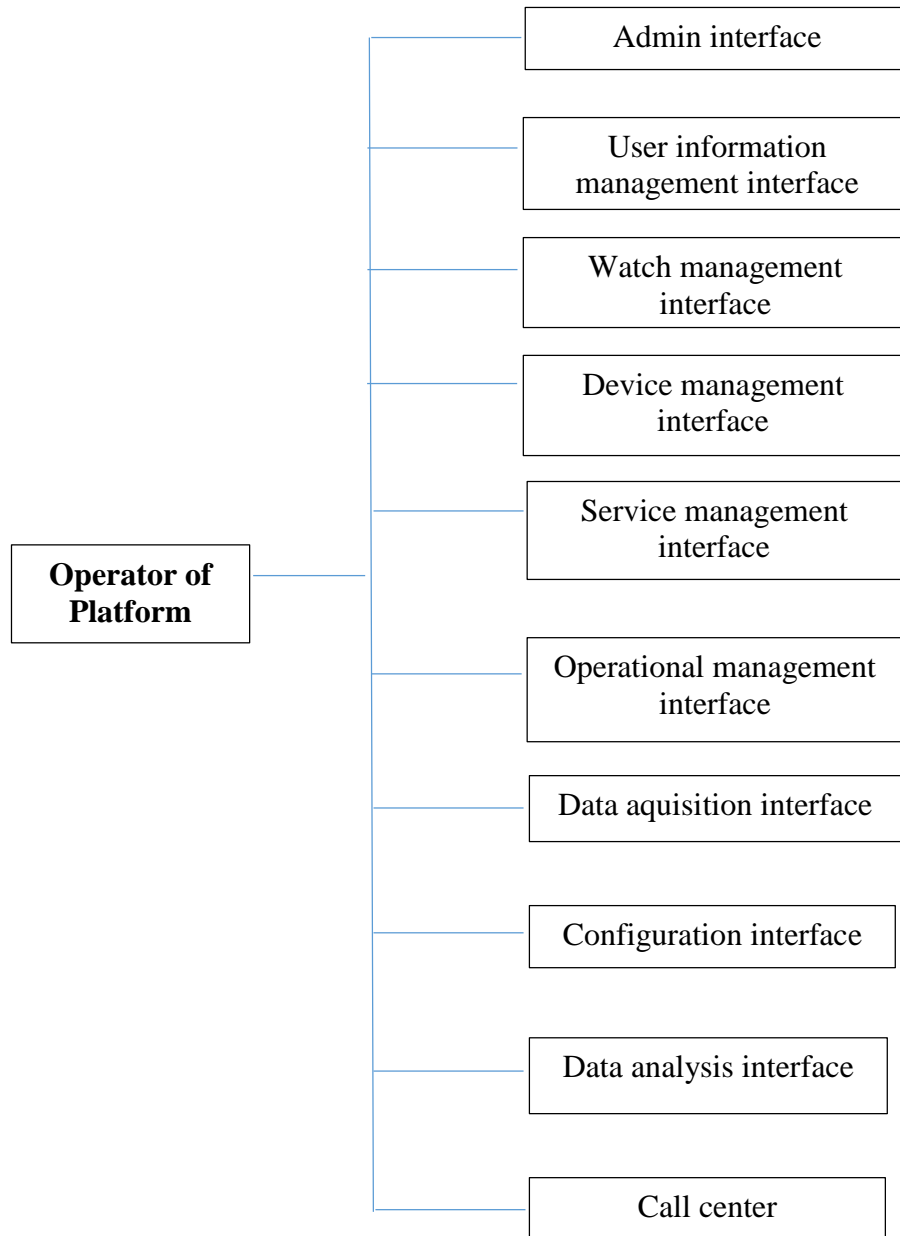 Admin interface
User information
management interface
Watch management
interface
Device management
interface
Service management
interface
Operator of
Platform
Operational management
interface
Data aquisition interface
Configuration interface
Data analysis interface
Call center